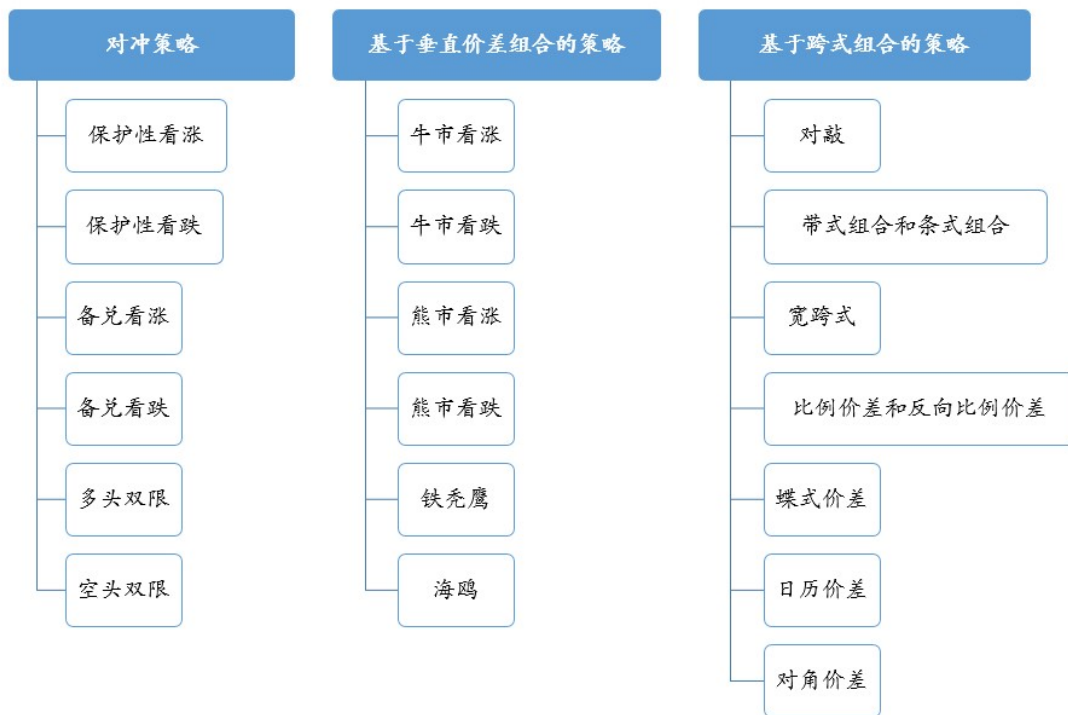 对冲策略
保护性看涨
保护性看跌
备兑看涨
备兑看跌
多头双限
空头双限
基于垂直价差组合的策略
牛市看涨
牛市看跌
熊市看涨
熊市看跌
铁秃鹰
海鸥
基于跨式组合的策略
对敲
带式组合和条式组合
宽跨式
比例价差和反向比例价差
蝶式价差
日历价差
对角价差